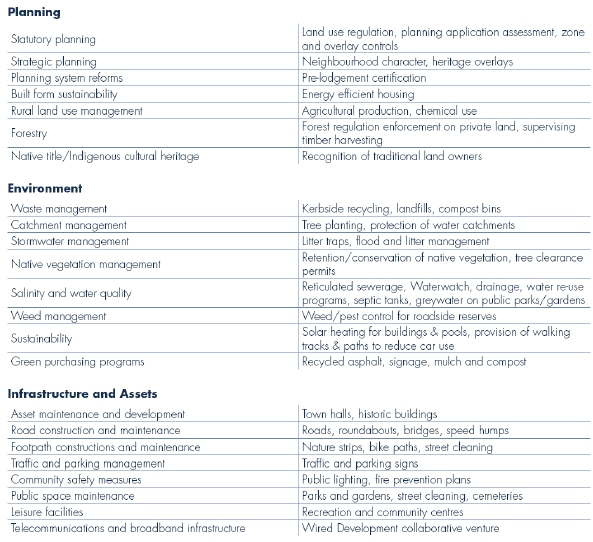 Planning
Statutory planning
Land use regulation, planning application assessment, zone
and overlay controls
Strategic planning
Neighbourhood character, heritage overlays
Planning system reforms
Pre-lodgement certification
Built form sustainability
Energy efficient housing
Rural land use management
Agricultural production, chemical use
Forestry
Forest regulation enforcement on private land, supervising
timber harvesting
Native title/Indigenous cultural heritage
Recognition of traditional land owners
Environment
Waste management
Kerbside recycling, landfills, compost bins
Catchment management
Tree planting, protection of water catchments
Stormwater management
Litter traps, flood and litter management
Native vegetation management
Retention/conservation of native vegetation, tree clearance
permits
Salinity and water quality
Reticulated sewerage, Waterwatch, drainage, water re-use
programs, septic tanks, greywater on public parks/gardens
Weed management
Weed/pest control for roadside reserves
Sustainability
Solar heating for buildings & pools, provision of walking
tracks & paths to reduce car use
Green purchasing programs
Recycled asphalt, signage, mulch and compost
Infrastructure and Assets
Asset maintenance and development
Town halls, historic buildings
Road construction and maintenance
Roads, roundabouts, bridges, speed humps
Footpath constructions and maintenance
Nature strips, bike paths, street cleaning
Traffic and parking management
Traffic and parking signs
Community safety measures
Public lighting, fire prevention plans
Public space maintenance
Parks and gardens, street cleaning, cemeteries
Leisure facilities
Recreation and community centres
Telecommunications and broadband infrastructure
Wired Development collaborative venture